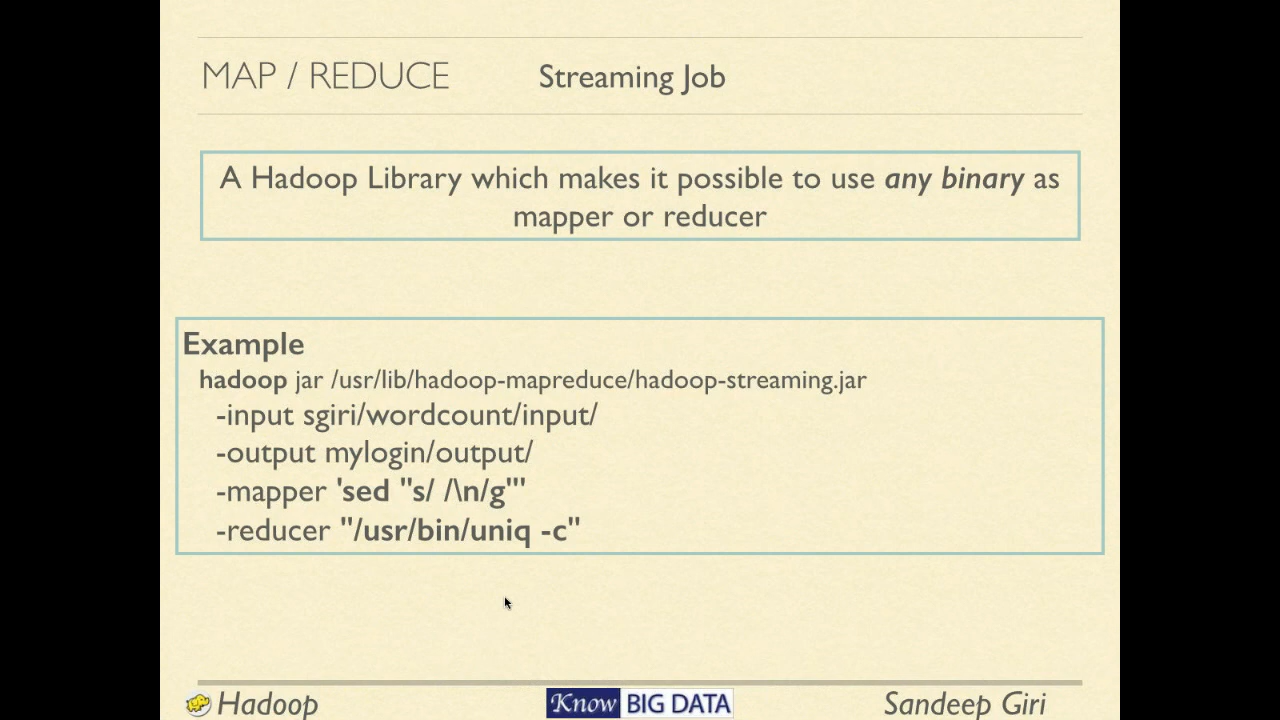 MAP / REDUCE Streaming Job
A Hadoop Library which makes it possible to use any binary as
mapper or reducer
Example
hadoop jar /usr/lib/hadoop-mapreduce/hadoop-streaming.jar
-input sgiri/wordcount/input/
-output mylogin/output/
-mapper 'sed "s/ /\n/g"'
-reducer "/usr/bin/uniq -c"
Hadoop Know BIG DATA Sandeep Giri